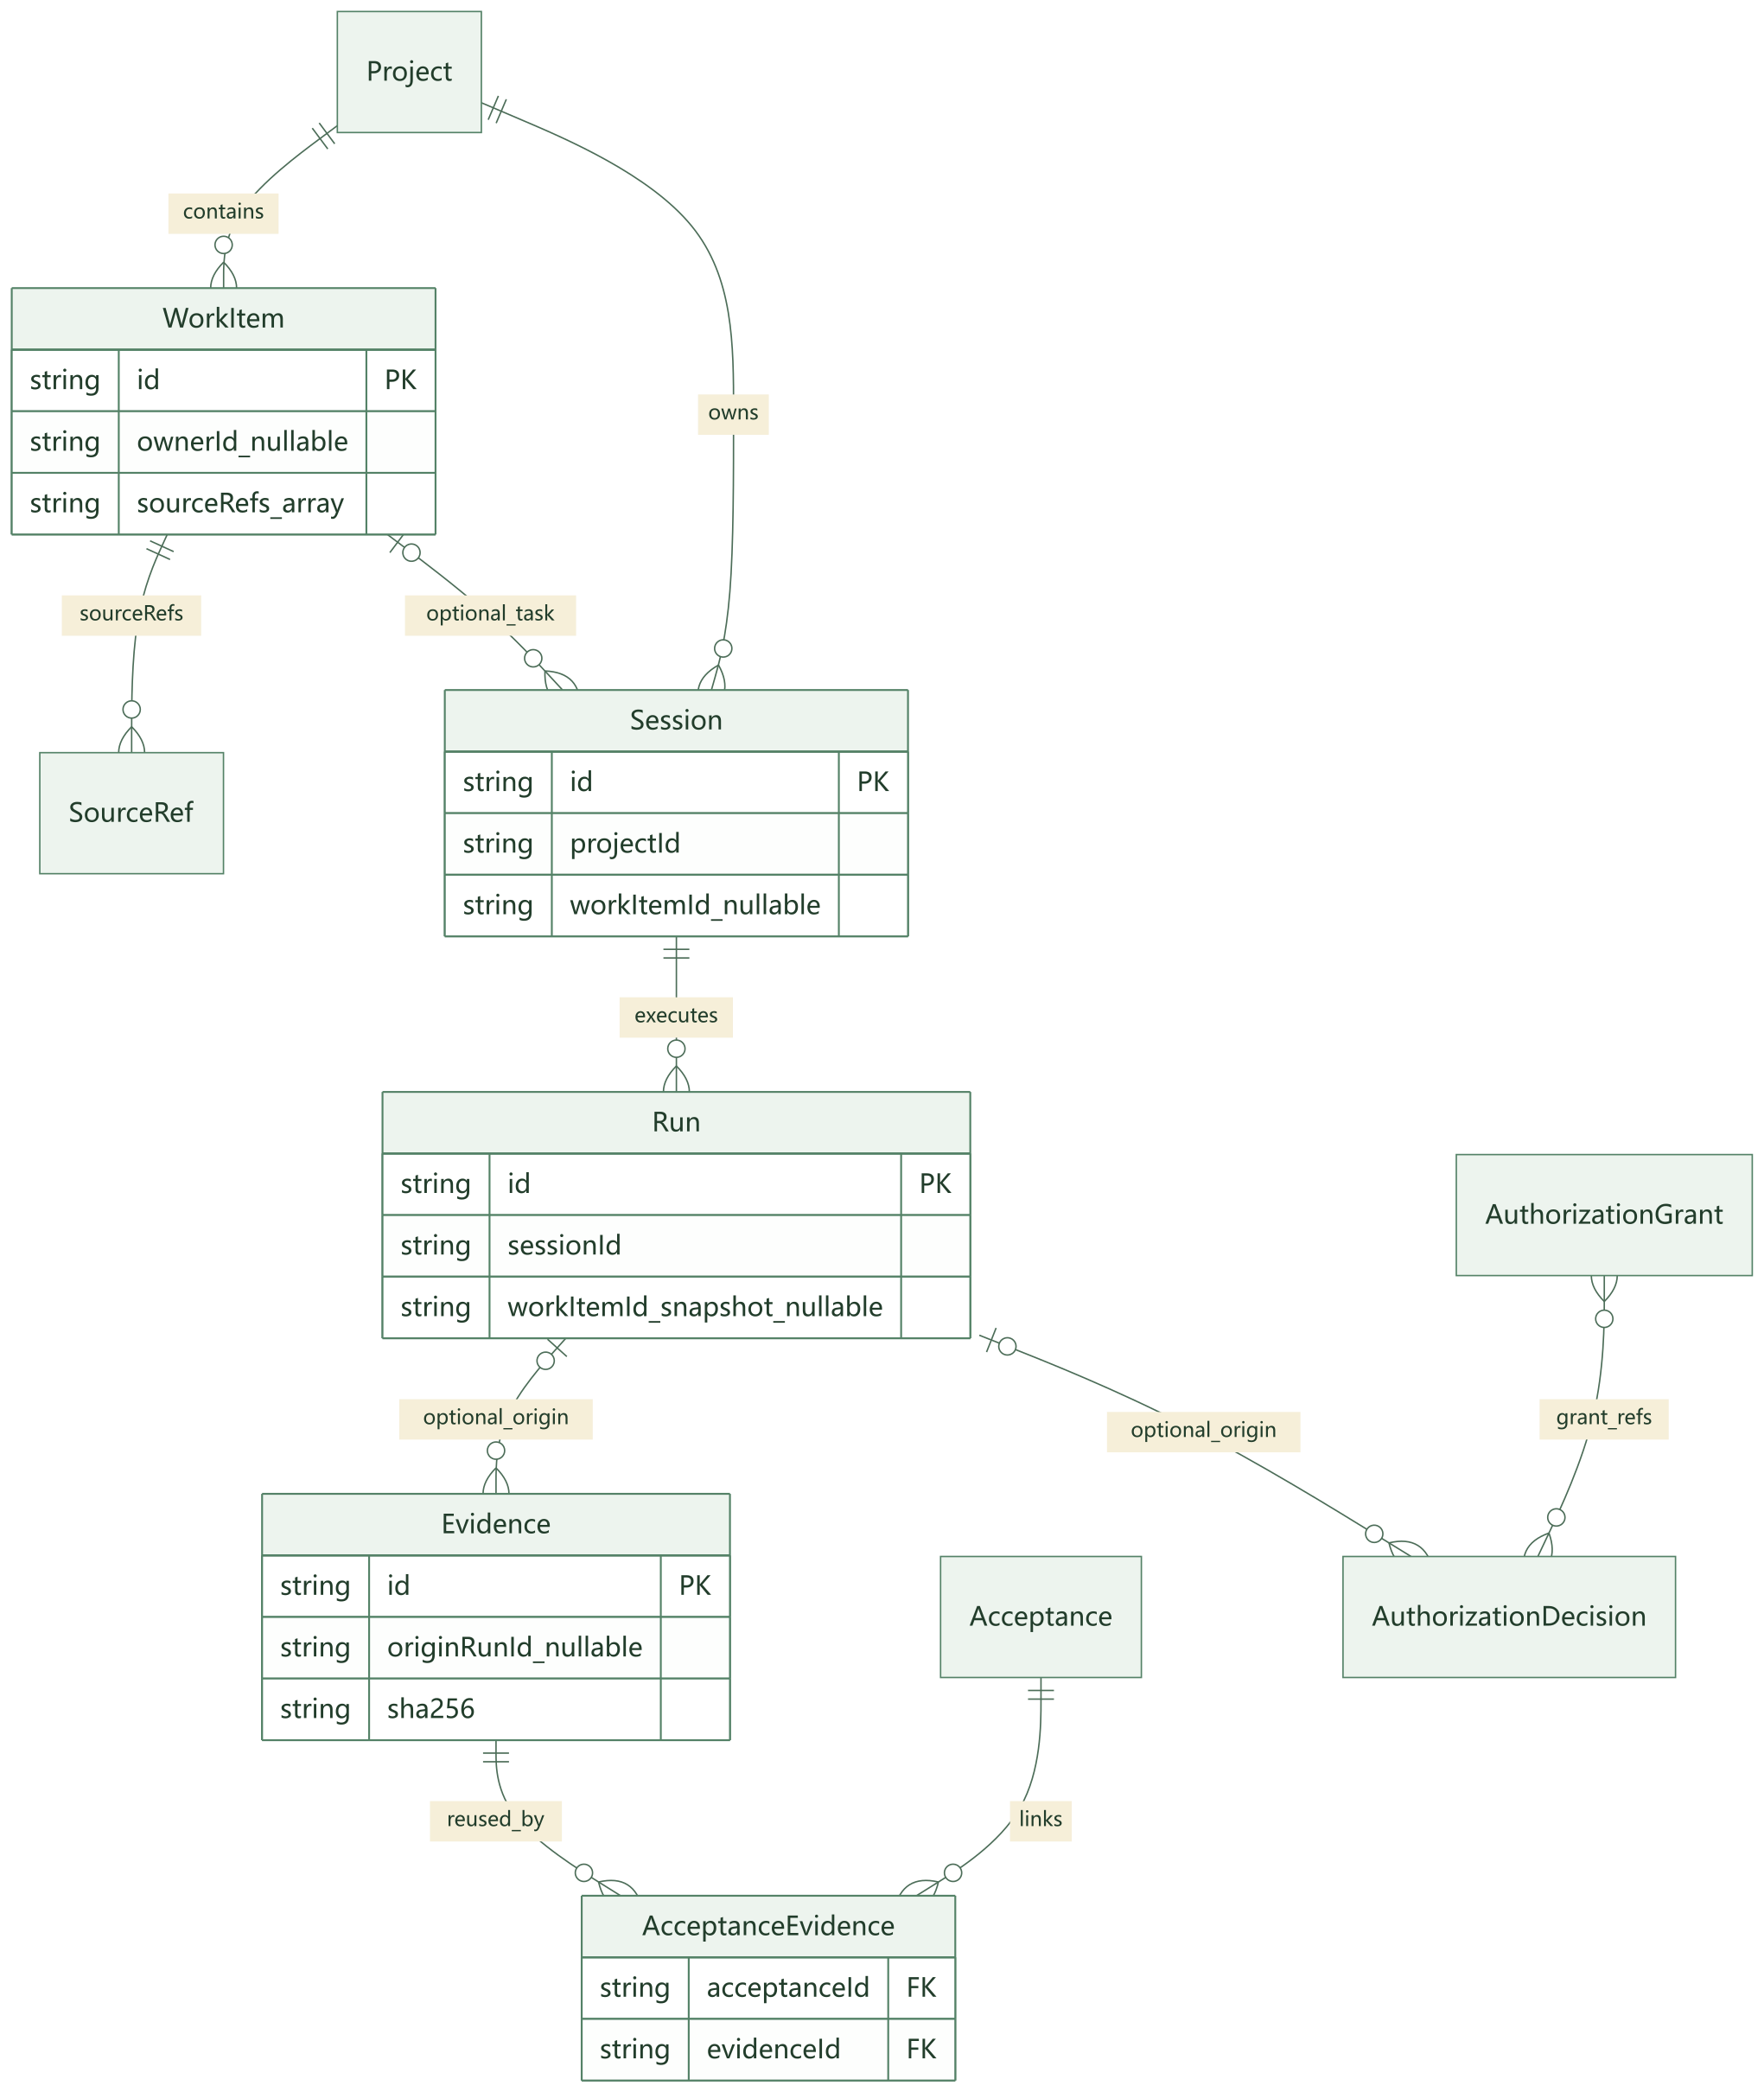 Project
contains
owns
WorkItem
string id PK
string ownerId_nullable
string sourceRefs_array
sourceRefs
optional_task
SourceRef
Session
string id PK
string projectId
string workItemId_nullable
executes
Run
string id PK
string sessionId
string workItemId_snapshot_nullable
AuthorizationGrant
optional_origin
optional_origin
grant_refs
Evidence
string id PK
string originRunId_nullable
string sha256
Acceptance
AuthorizationDecision
reused_by
links
AcceptanceEvidence
string acceptanceId FK
string evidenceId FK